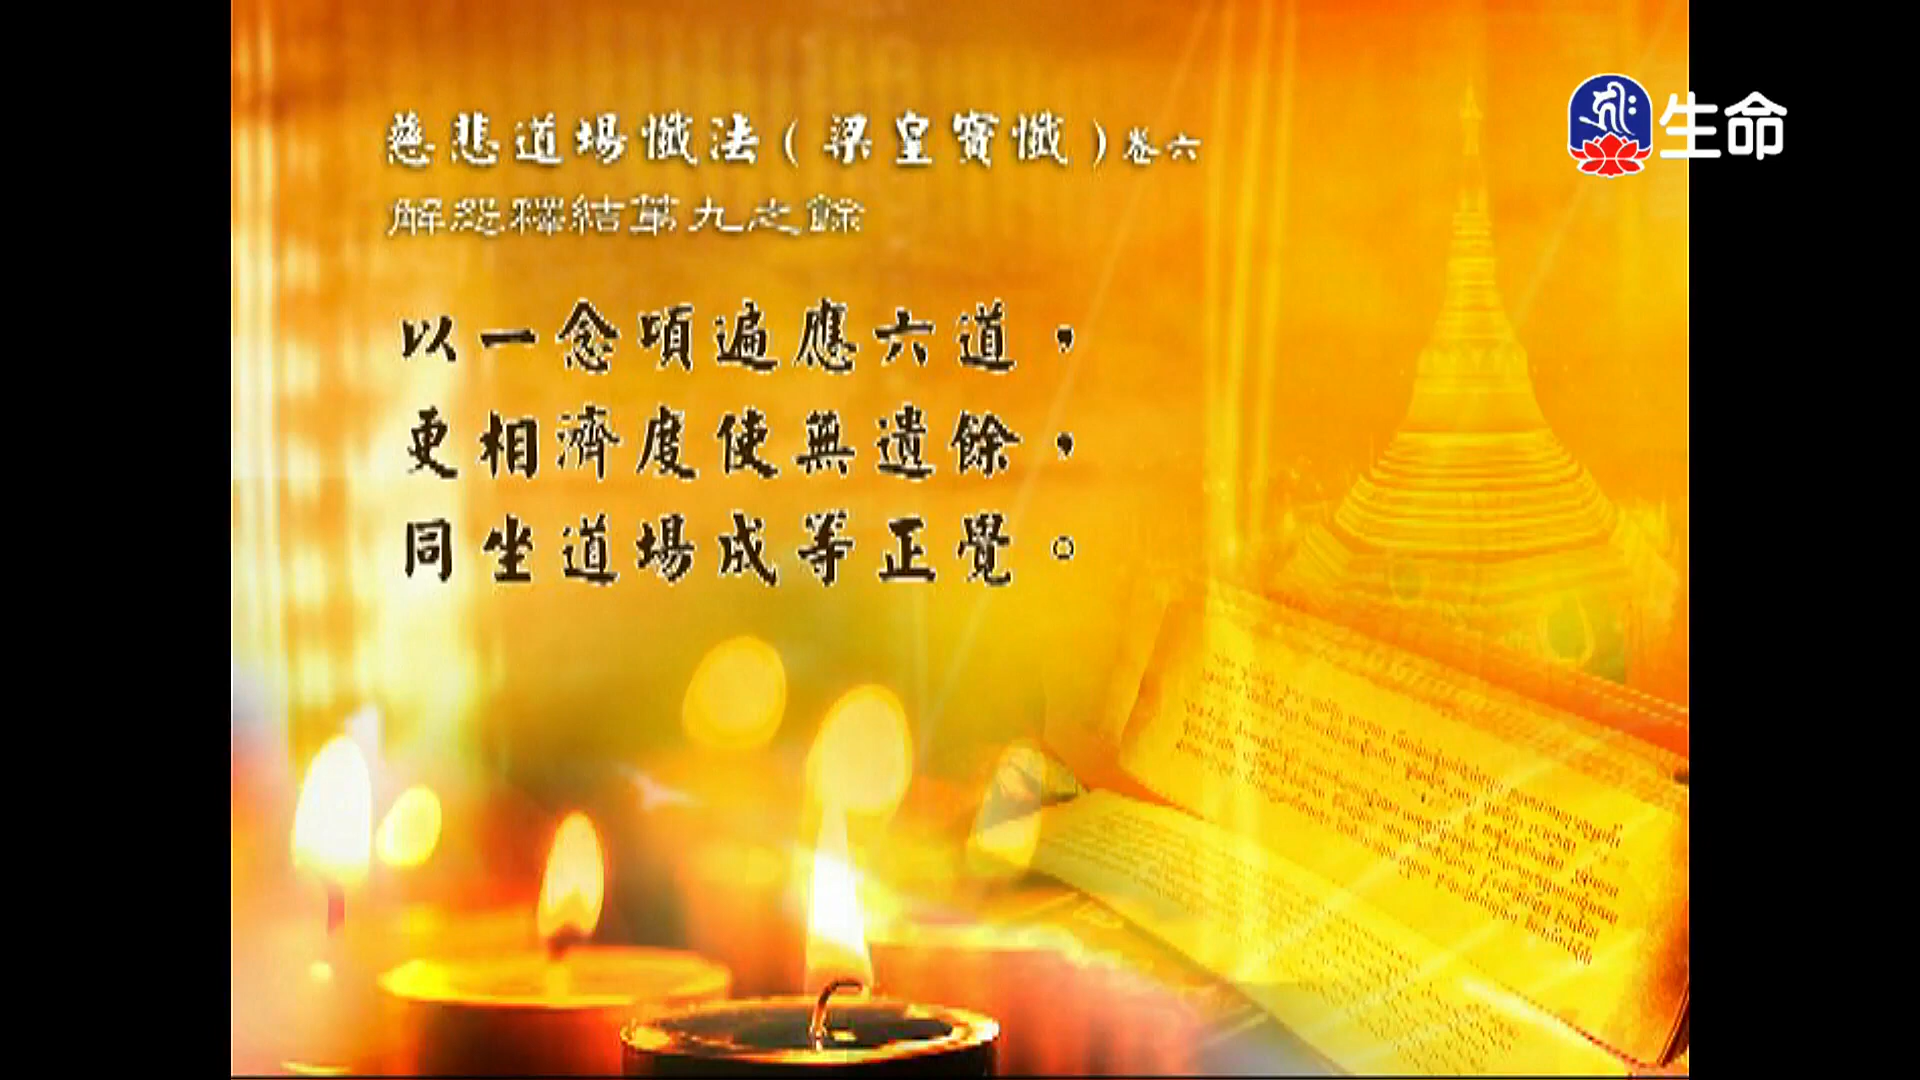 慈悲道場懺法(梁皇寶懺)卷六
生命
解冤釋結第九之餘
以一念項遍應六道，
更相濟度使無遺餘，
同坐道場成等正覺。